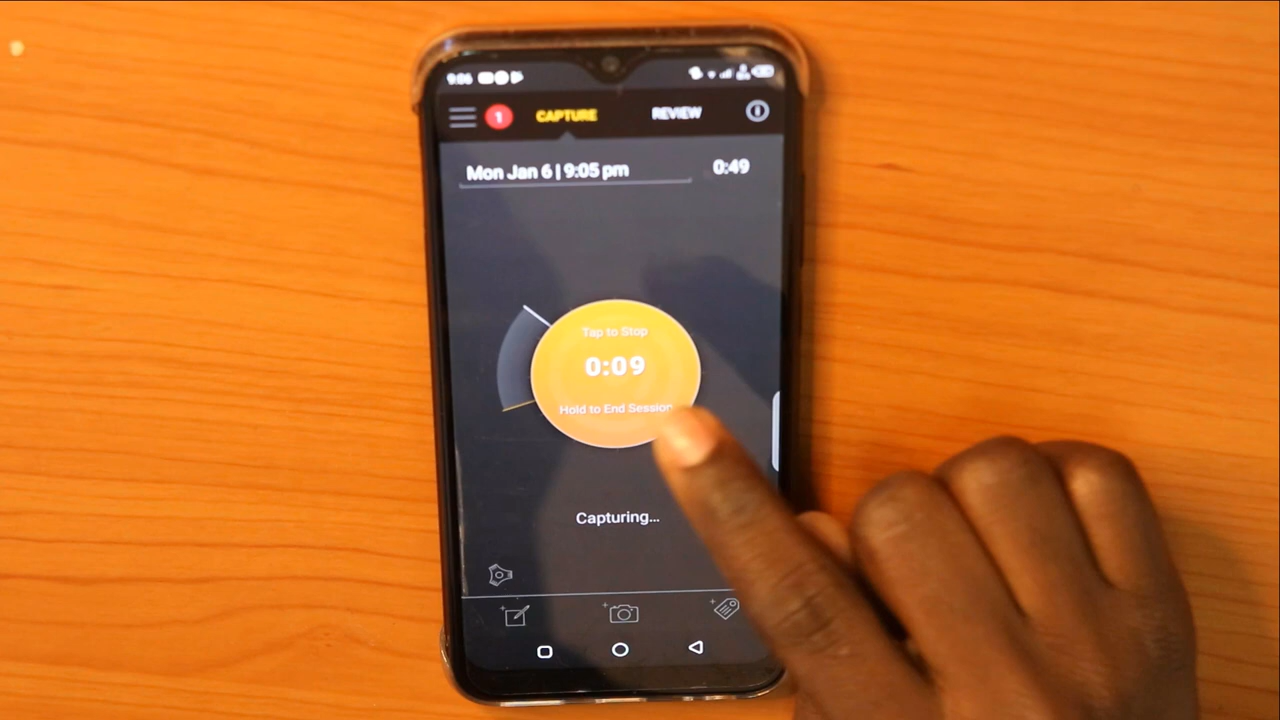 9:06
1 CAPTURE REVIEW
Mon Jan 6 | 9:05 pm 0:49
Tap to Stop
0:09
Hold to End Session
Capturing...